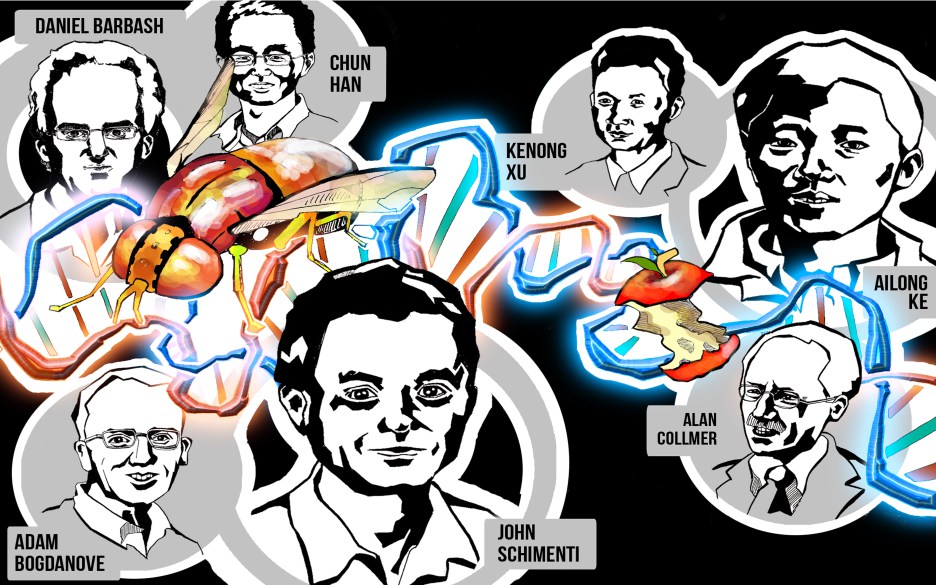 DANIEL BARBASH
CHUN
HAN
KENONG
XU
AILONG
KE
ALAN
COLLMER
ADAM
BOGDANOVE
JOHN
SCHIMENTI